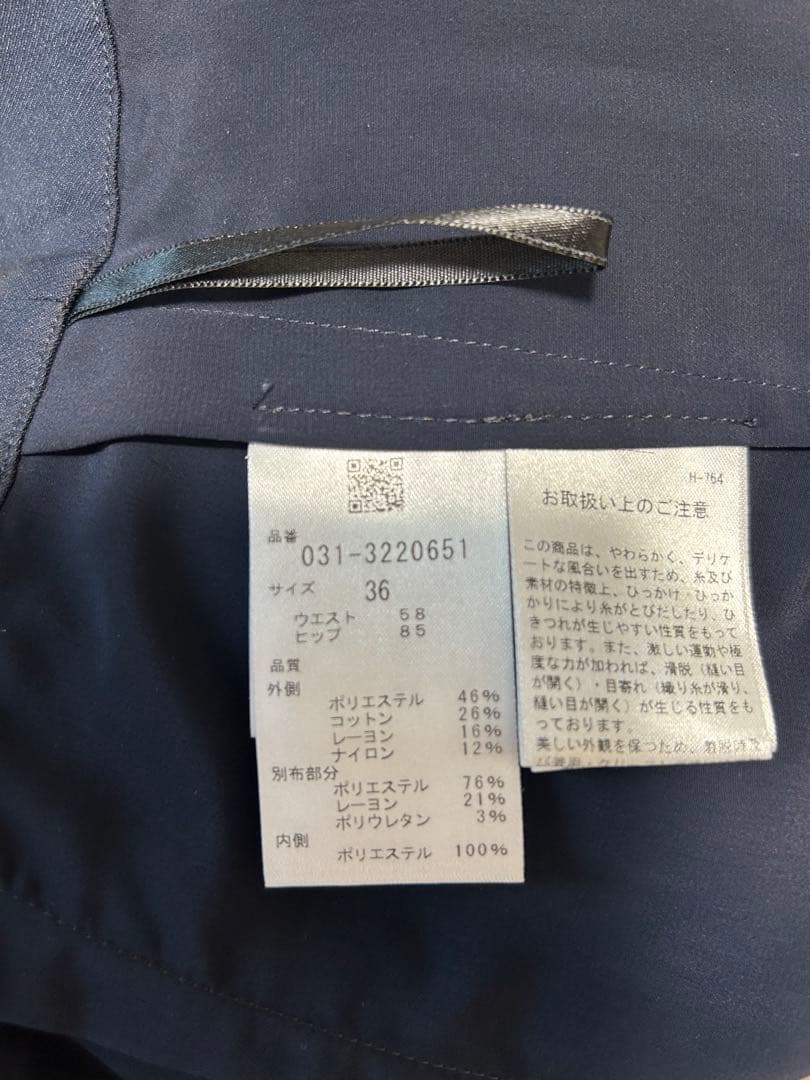 品番
031-3220651
サイズ 36
ウエスト 58
ヒップ 85
品質
外側
ポリエステル 46%
コットン 26%
レーヨン 16%
ナイロン 12%
別布部分
ポリエステル 76%
レーヨン 21%
ポリウレタン 3%
内側
ポリエステル 100%
H-764
お取扱い上のご注意
この商品は、やわらかく、デリケ
ートな風合いを出すため、糸及び
素材の特徴上、ひっかけ・ひっか
かりにより糸がとびだしたり、ひ
きつれが生じやすい性質をもって
おります。また、激しい運動や極
度な力が加われば、滑脱（縫い目
が開く）・目寄れ（織り糸が滑り、
縫い目が開く）が生じる性質をも
っております。
美しい外観を保つため、着脱時及